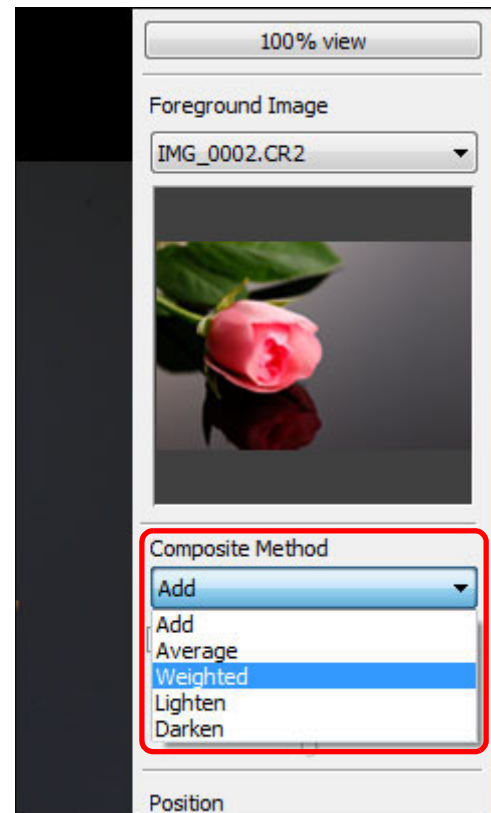 100% view
Foreground Image
IMG_0002.CR2
Composite Method
Add
Add
Average
Weighted
Lighten
Darken
Position